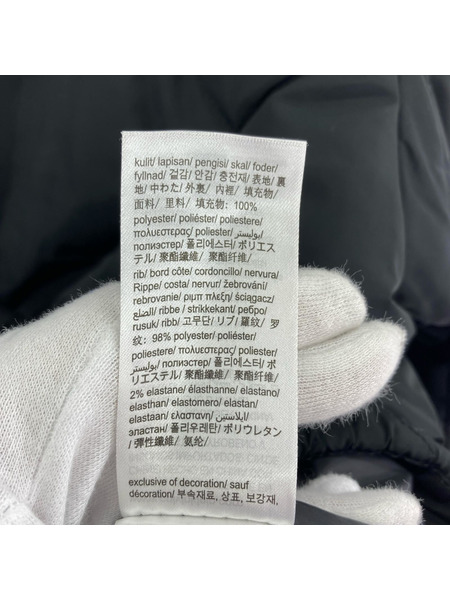 kulit/ lapisan/ pengisi/ skal/ foder/
fyllnad/ 겉감/ 안감/ 충전재/ 表地/ 裏
地/ 中わた/ 外裏/ 内裡/ 填充物/
面料/ 里料/ 填充物: 100%
polyester/ poliéster/ poliestere/
πολυεστερας/ poliester/ بوليستر/
полиэстер/ 폴리에스터/ ポリエス
テル/ 聚酯纖維/ 聚酯纤维/
rib/ bord côte/ cordoncillo/ nervura/
Rippe/ costa/ nervur/ žebrování/
rebrovanie/ ριμπ πλεξη/ ściągacz/
الضلع/ ribbe/ strikkekant/ ребро/
rusuk/ ribb/ 고무단/ リブ/ 羅紋/ 罗
纹: 98% polyester/ poliéster/
poliestere/ πολυεστερας/ poliester/
بوليستر/ полиэстер/ 폴리에스터/ ポ
リエステル/ 聚酯纖維/ 聚酯纤维/
2% elastane/ élasthanne/ elastano/
elasthan/ elastomero/ elastan/
elastaan/ ελαστανη/ ايلاستين/
эластан/ 폴리우레탄/ ポリウレタン
/ 彈性纖維/ 氨纶/
exclusive of decoration/ sauf
décoration/ 부속재료, 상표, 보강재,